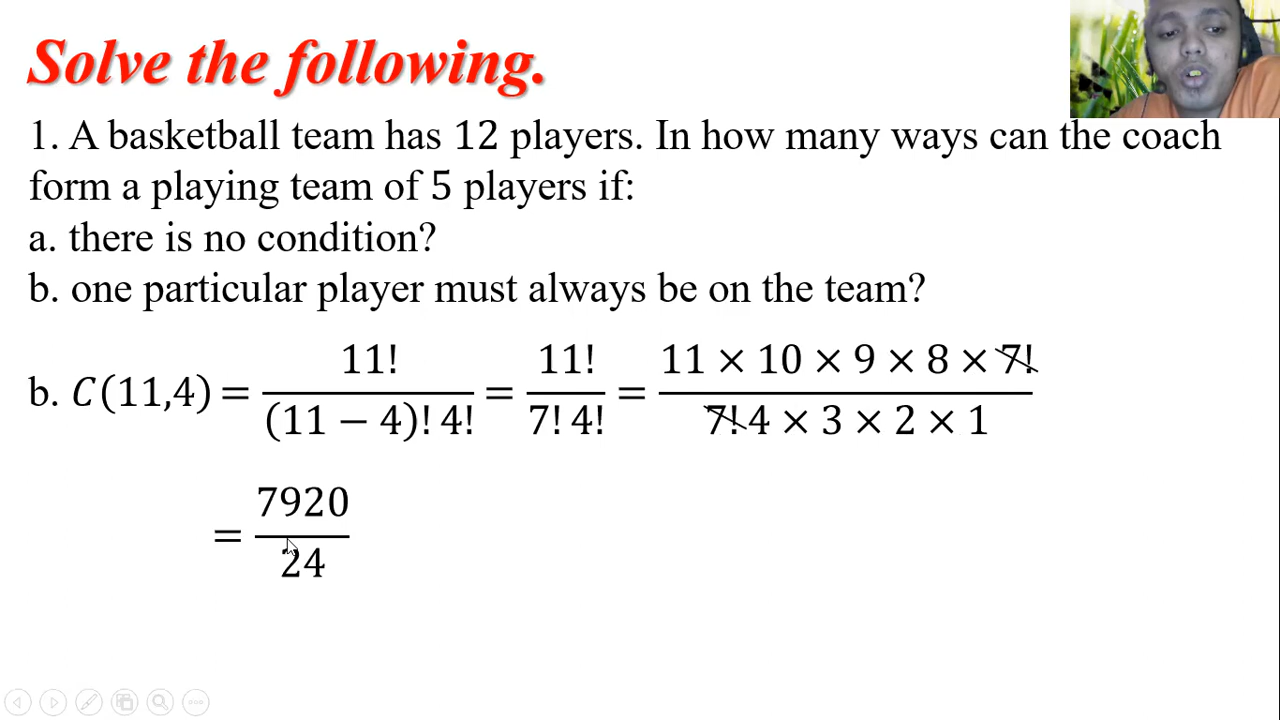 Solve the following.
1. A basketball team has 12 players. In how many ways can the coach
form a playing team of 5 players if:
a. there is no condition?
b. one particular player must always be on the team?
b. C(11,4) = 11! / (11 − 4)! 4! = 11! / 7! 4! = 11 × 10 × 9 × 8 × 7! / 7! 4 × 3 × 2 × 1
= 7920 / 24